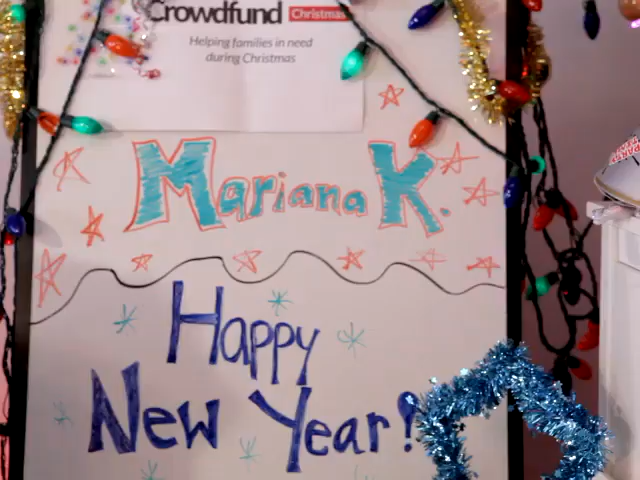 Crowdfund Christmas
Helping families in need
during Christmas
Mariana K.
Happy
New Year!